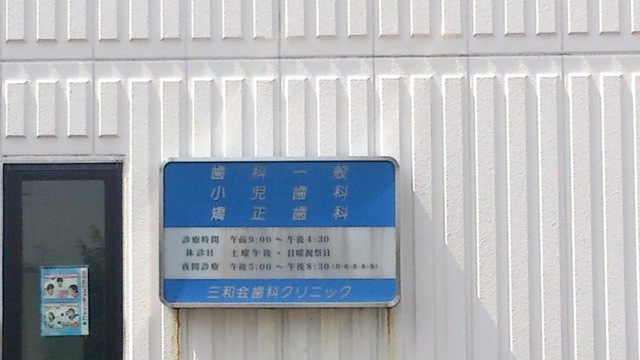 歯科一般
小児歯科
矯正歯科
診療時間 午前9:00～午後4:30
休診日 土曜午後・日曜祝祭日
夜間診療 午後5:00～午後8:30
三和会歯科クリニック